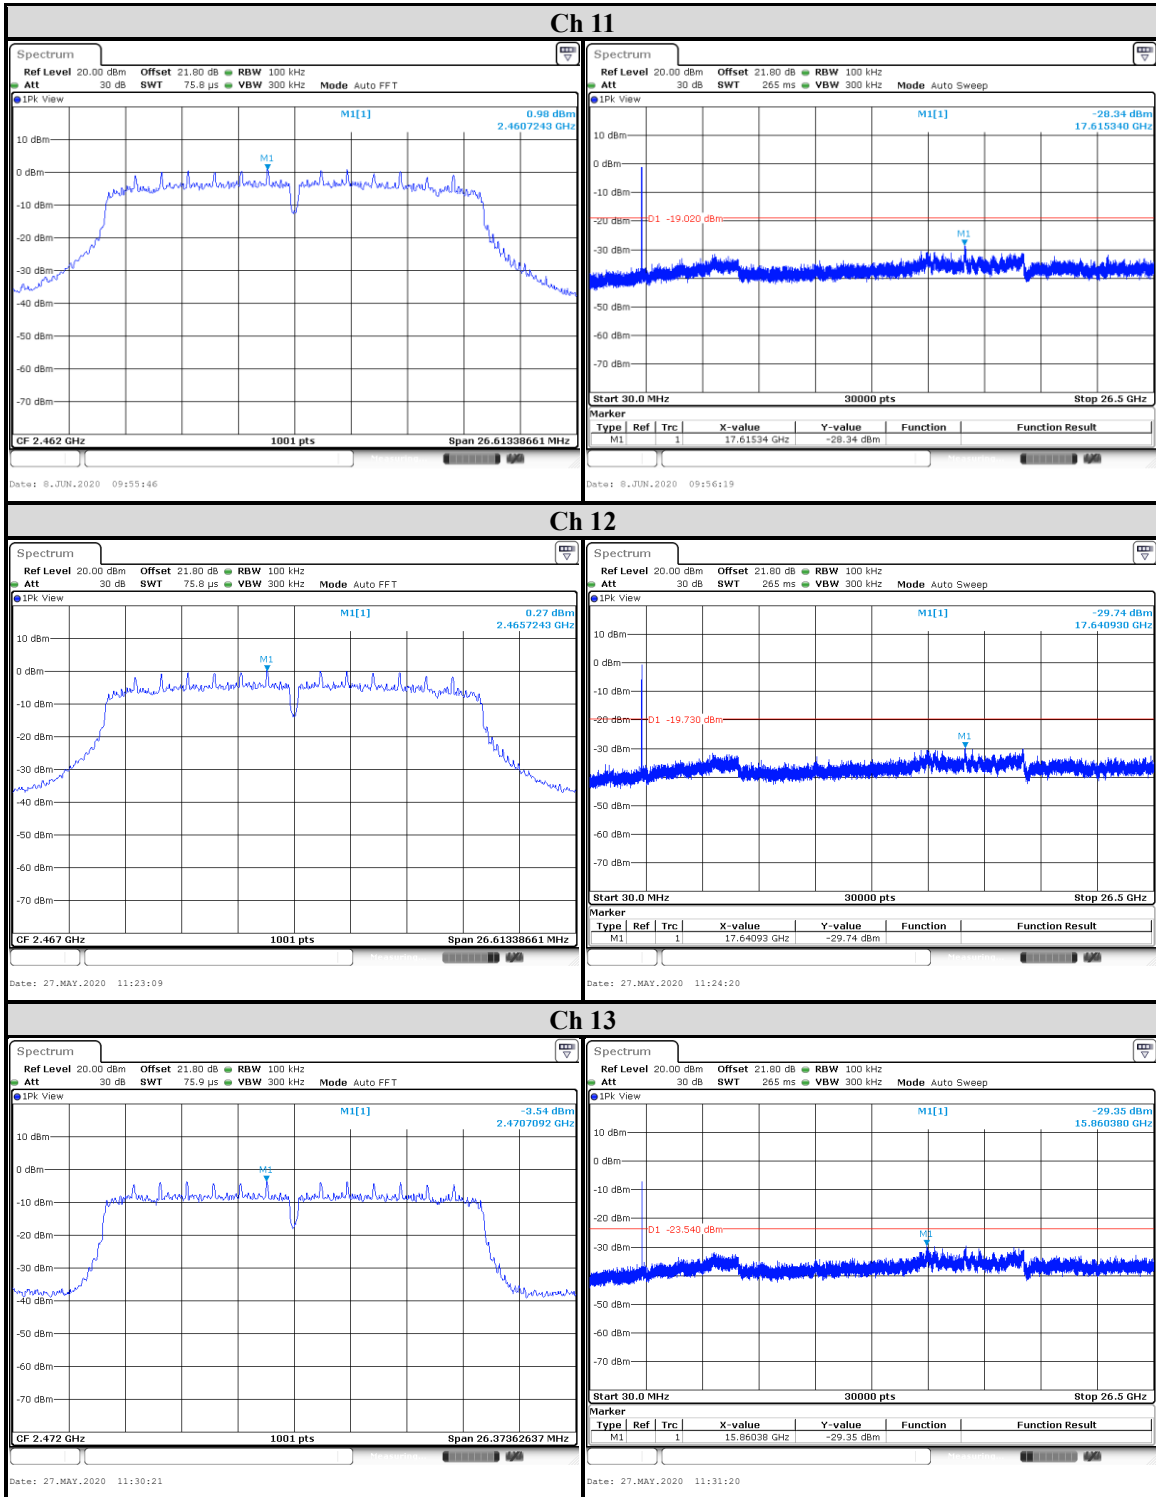 Ch 11
Spectrum
Ref Level 20.00 dBm Offset 21.80 dB RBW 100 kHz
Att 30 dB SWT 75.8 µs VBW 300 kHz Mode Auto FFT
1Pk View
M1[1] 0.98 dBm
2.4607243 GHz
10 dBm
M1
0 dBm
-10 dBm
-20 dBm
-30 dBm
-40 dBm
-50 dBm
-60 dBm
-70 dBm
CF 2.462 GHz 1001 pts Span 26.61338661 MHz
Date: 8.JUN.2020 09:55:46
Spectrum
Ref Level 20.00 dBm Offset 21.80 dB RBW 100 kHz
Att 30 dB SWT 265 ms VBW 300 kHz Mode Auto Sweep
1Pk View
M1[1] -28.34 dBm
17.615340 GHz
10 dBm
0 dBm
-10 dBm
-20 dBm
D1 -19.020 dBm
M1
-30 dBm
-40 dBm
-50 dBm
-60 dBm
-70 dBm
Start 30.0 MHz 30000 pts Stop 26.5 GHz
Marker
Type Ref Trc X-value Y-value Function Function Result
M1 1 17.61534 GHz -28.34 dBm
Date: 8.JUN.2020 09:56:19
Ch 12
Spectrum
Ref Level 20.00 dBm Offset 21.80 dB RBW 100 kHz
Att 30 dB SWT 75.8 µs VBW 300 kHz Mode Auto FFT
1Pk View
M1[1] 0.27 dBm
2.4657243 GHz
10 dBm
M1
0 dBm
-10 dBm
-20 dBm
-30 dBm
-40 dBm
-50 dBm
-60 dBm
-70 dBm
CF 2.467 GHz 1001 pts Span 26.61338661 MHz
Date: 27.MAY.2020 11:23:09
Spectrum
Ref Level 20.00 dBm Offset 21.80 dB RBW 100 kHz
Att 30 dB SWT 265 ms VBW 300 kHz Mode Auto Sweep
1Pk View
M1[1] -29.74 dBm
17.640930 GHz
10 dBm
0 dBm
-10 dBm
-20 dBm
D1 -19.730 dBm
M1
-30 dBm
-40 dBm
-50 dBm
-60 dBm
-70 dBm
Start 30.0 MHz 30000 pts Stop 26.5 GHz
Marker
Type Ref Trc X-value Y-value Function Function Result
M1 1 17.64093 GHz -29.74 dBm
Date: 27.MAY.2020 11:24:20
Ch 13
Spectrum
Ref Level 20.00 dBm Offset 21.80 dB RBW 100 kHz
Att 30 dB SWT 75.9 µs VBW 300 kHz Mode Auto FFT
1Pk View
M1[1] -3.54 dBm
2.4707092 GHz
10 dBm
0 dBm
M1
-10 dBm
-20 dBm
-30 dBm
-40 dBm
-50 dBm
-60 dBm
-70 dBm
CF 2.472 GHz 1001 pts Span 26.37362637 MHz
Date: 27.MAY.2020 11:30:21
Spectrum
Ref Level 20.00 dBm Offset 21.80 dB RBW 100 kHz
Att 30 dB SWT 265 ms VBW 300 kHz Mode Auto Sweep
1Pk View
M1[1] -29.35 dBm
15.860380 GHz
10 dBm
0 dBm
-10 dBm
-20 dBm
D1 -23.540 dBm
M1
-30 dBm
-40 dBm
-50 dBm
-60 dBm
-70 dBm
Start 30.0 MHz 30000 pts Stop 26.5 GHz
Marker
Type Ref Trc X-value Y-value Function Function Result
M1 1 15.86038 GHz -29.35 dBm
Date: 27.MAY.2020 11:31:20